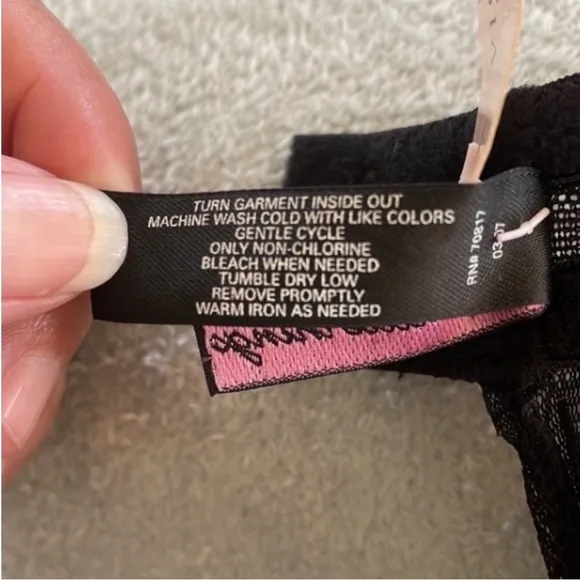 TURN GARMENT INSIDE OUT
MACHINE WASH COLD WITH LIKE COLORS
GENTLE CYCLE
ONLY NON-CHLORINE
BLEACH WHEN NEEDED
TUMBLE DRY LOW
REMOVE PROMPTLY
WARM IRON AS NEEDED
RN# 70817
03-07